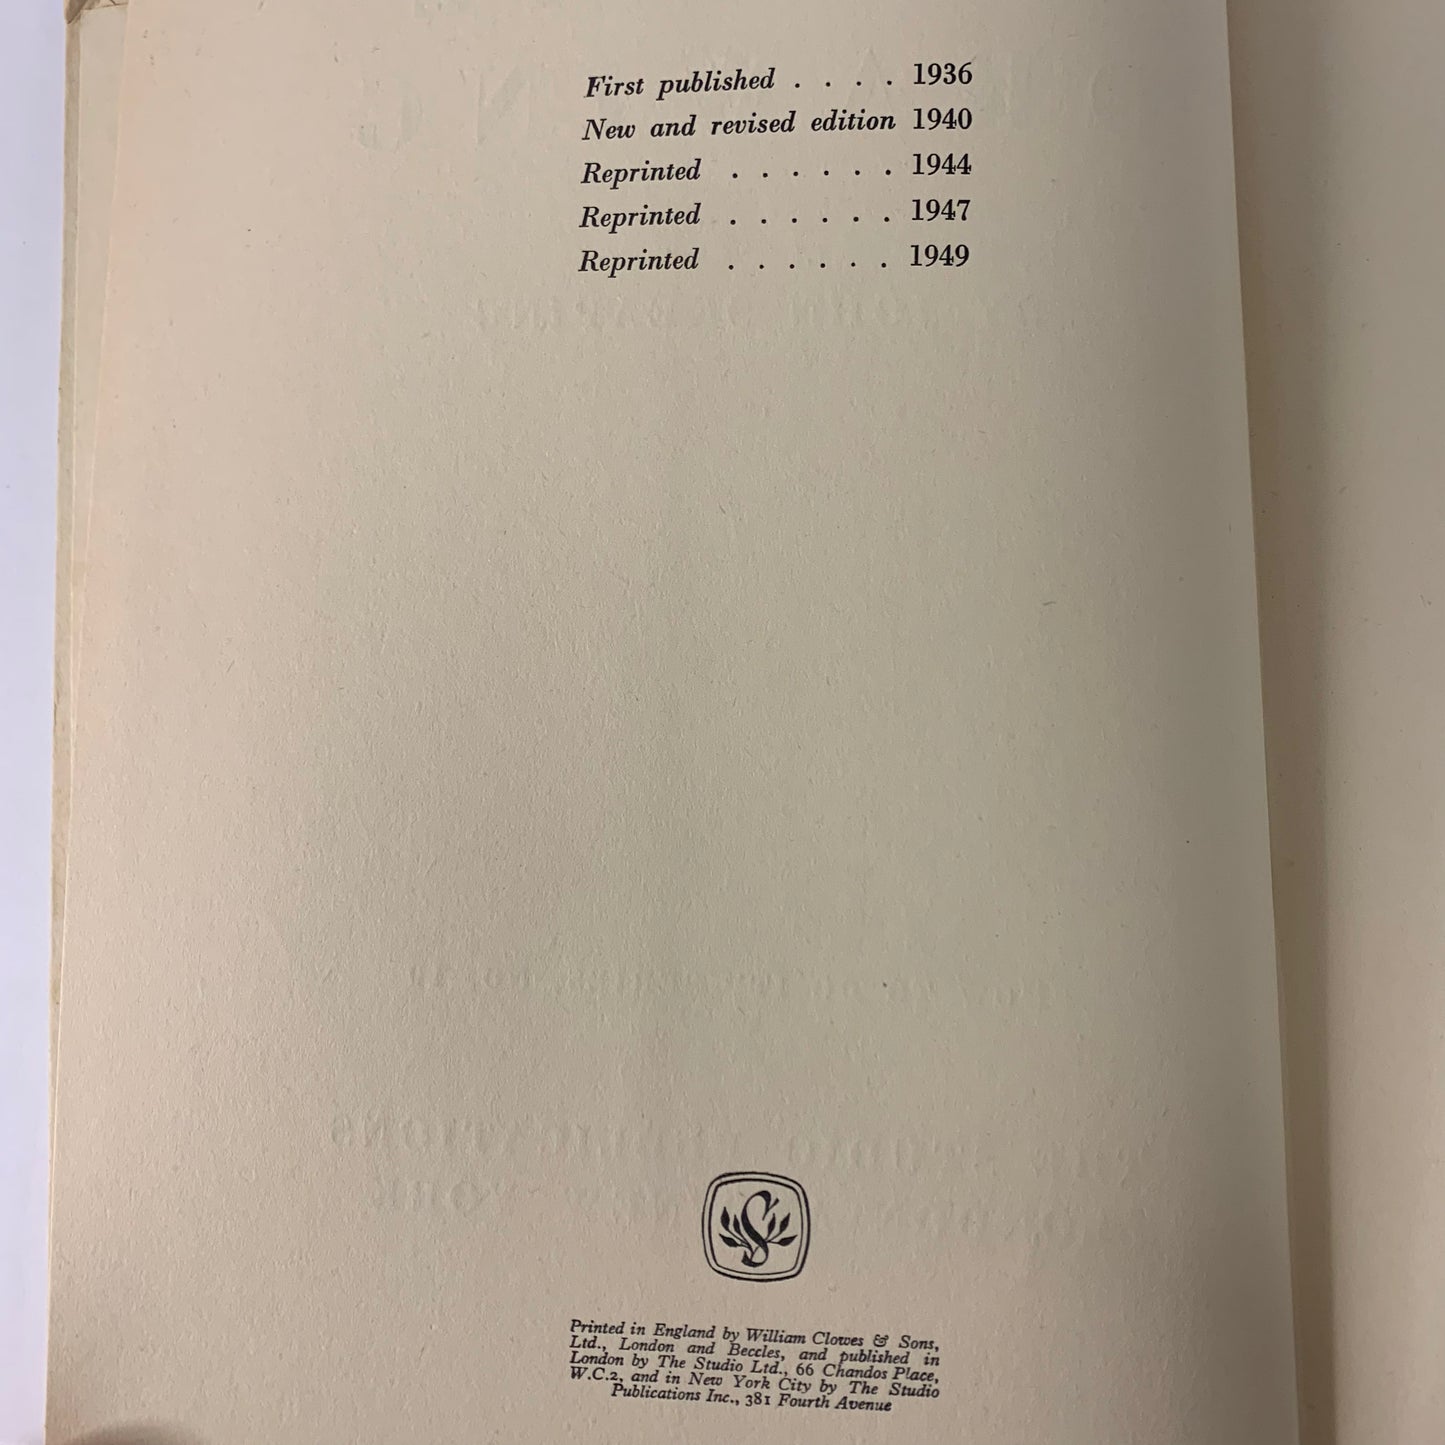 First published . . . . 1936
New and revised edition 1940
Reprinted . . . . . . 1944
Reprinted . . . . . . 1947
Reprinted . . . . . . 1949
S
Printed in England by William Clowes & Sons,
Ltd., London and Beccles, and published in
London by The Studio Ltd., 66 Chandos Place,
W.C.2, and in New York City by The Studio
Publications Inc., 381 Fourth Avenue